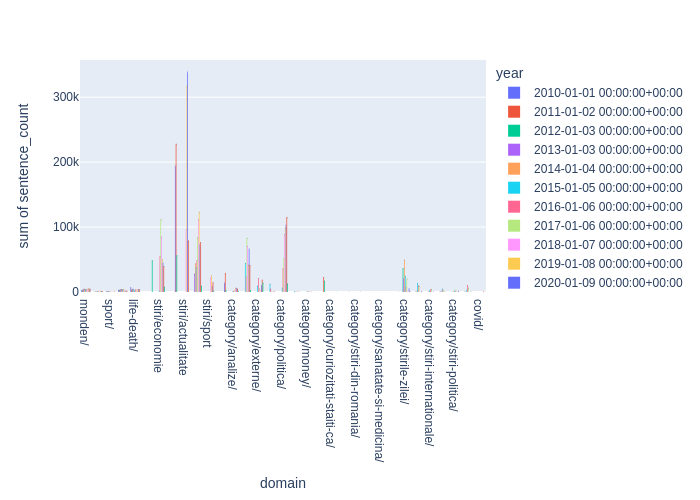 year
2010-01-01 00:00:00+00:00
2011-01-02 00:00:00+00:00
2012-01-03 00:00:00+00:00
2013-01-03 00:00:00+00:00
2014-01-04 00:00:00+00:00
2015-01-05 00:00:00+00:00
2016-01-06 00:00:00+00:00
2017-01-06 00:00:00+00:00
2018-01-07 00:00:00+00:00
2019-01-08 00:00:00+00:00
2020-01-09 00:00:00+00:00
sum of sentence_count
300k
200k
100k
0
monden/
sport/
life-death/
stiri/economie
stiri/actualitate
stiri/sport
category/analize/
category/externe/
category/politica/
category/money/
category/curiozitati-staiti-ca/
category/stiri-din-romania/
category/sanatate-si-medicina/
category/stirile-zilei/
category/stiri-internationale/
category/stiri-politica/
covid/
domain